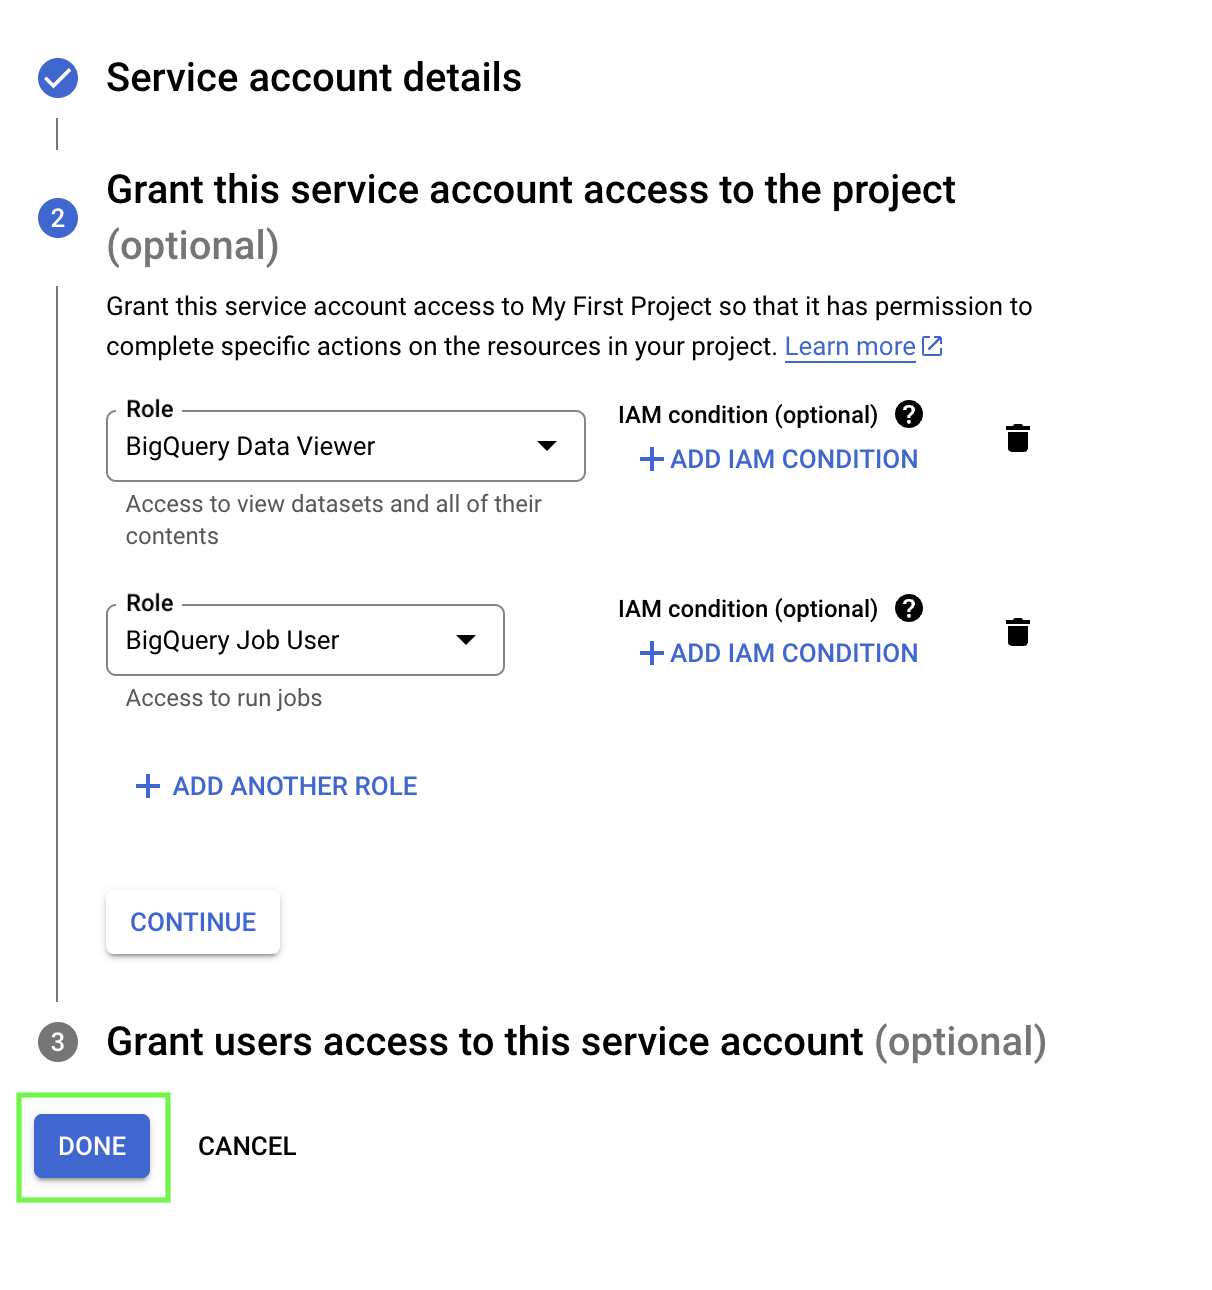 Service account details
2
Grant this service account access to the project
(optional)
Grant this service account access to My First Project so that it has permission to
complete specific actions on the resources in your project. Learn more
Role
BigQuery Data Viewer
Access to view datasets and all of their
contents
IAM condition (optional) ?
+ ADD IAM CONDITION
Role
BigQuery Job User
Access to run jobs
IAM condition (optional) ?
+ ADD IAM CONDITION
+ ADD ANOTHER ROLE
CONTINUE
3 Grant users access to this service account (optional)
DONE CANCEL